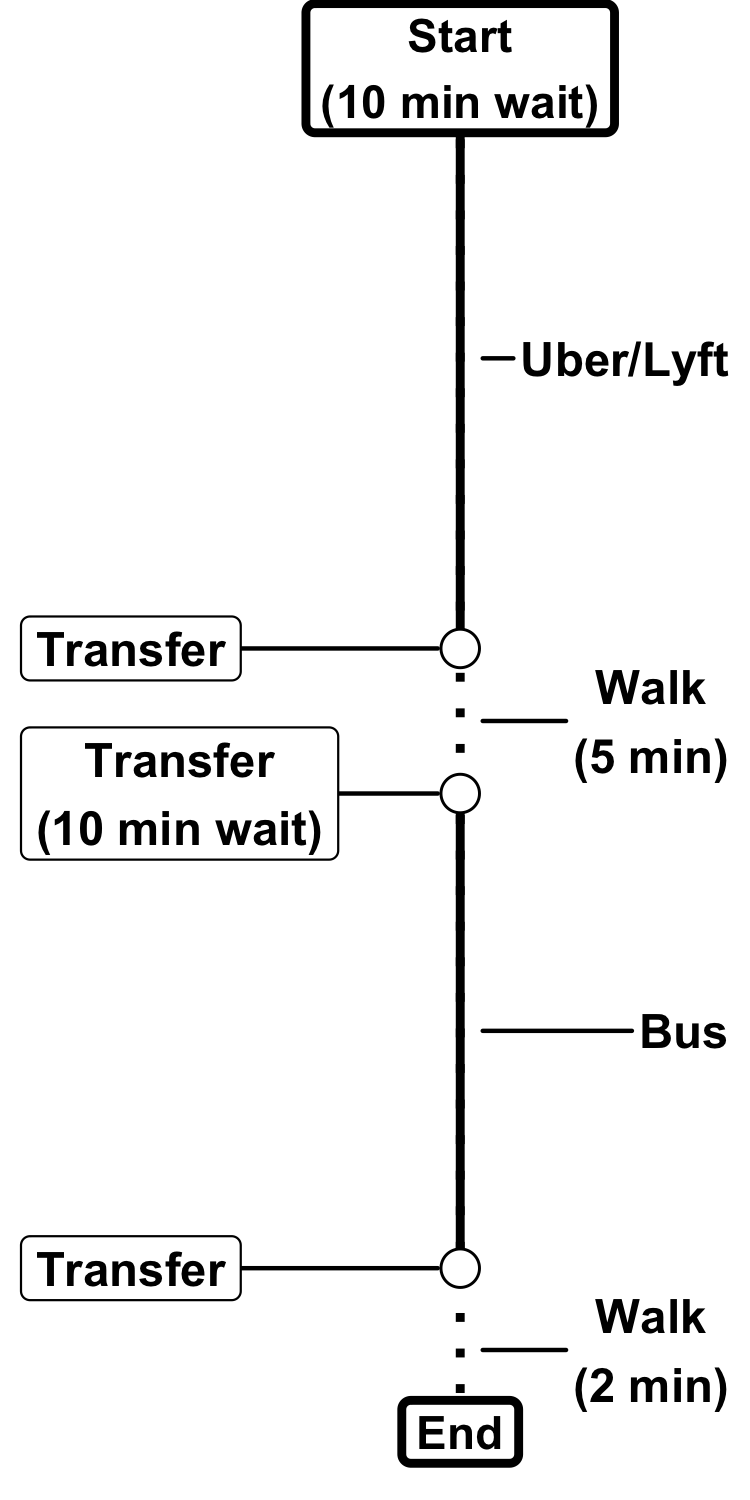 Start
(10 min wait)
Uber/Lyft
Transfer
Walk
(5 min)
Transfer
(10 min wait)
Bus
Transfer
Walk
(2 min)
End